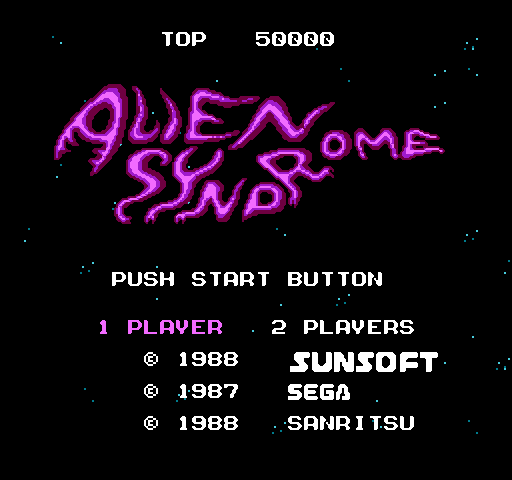 TOP 50000
ALIEN
SYNDROME
PUSH START BUTTON
1 PLAYER 2 PLAYERS
© 1988 SUNSOFT
© 1987 SEGA
© 1988 SANRITSU